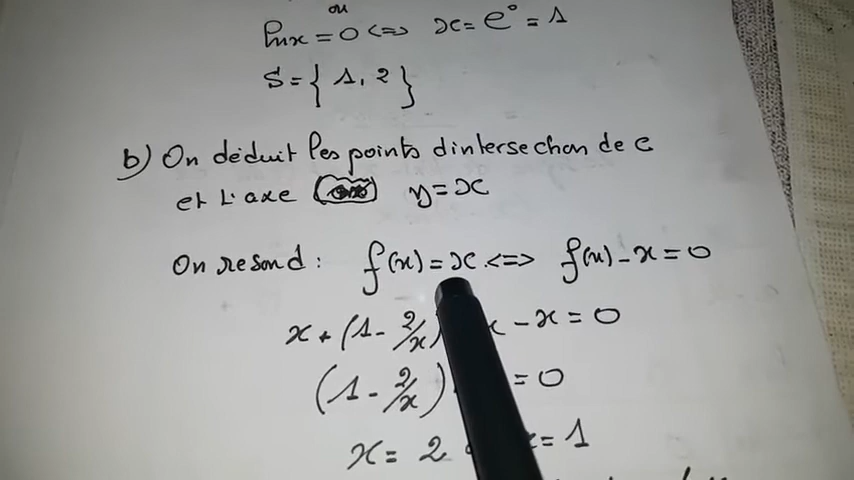 ou
lnx = 0 <=> x = e⁰ = 1
S = { 1, 2 }
b) On déduit les points d'intersection de C
et L'axe y = x
On resond : f(x) = x <=> f(x) - x = 0
x + (1 - 2/x) - x = 0
(1 - 2/x) = 0
x = 2 x = 1